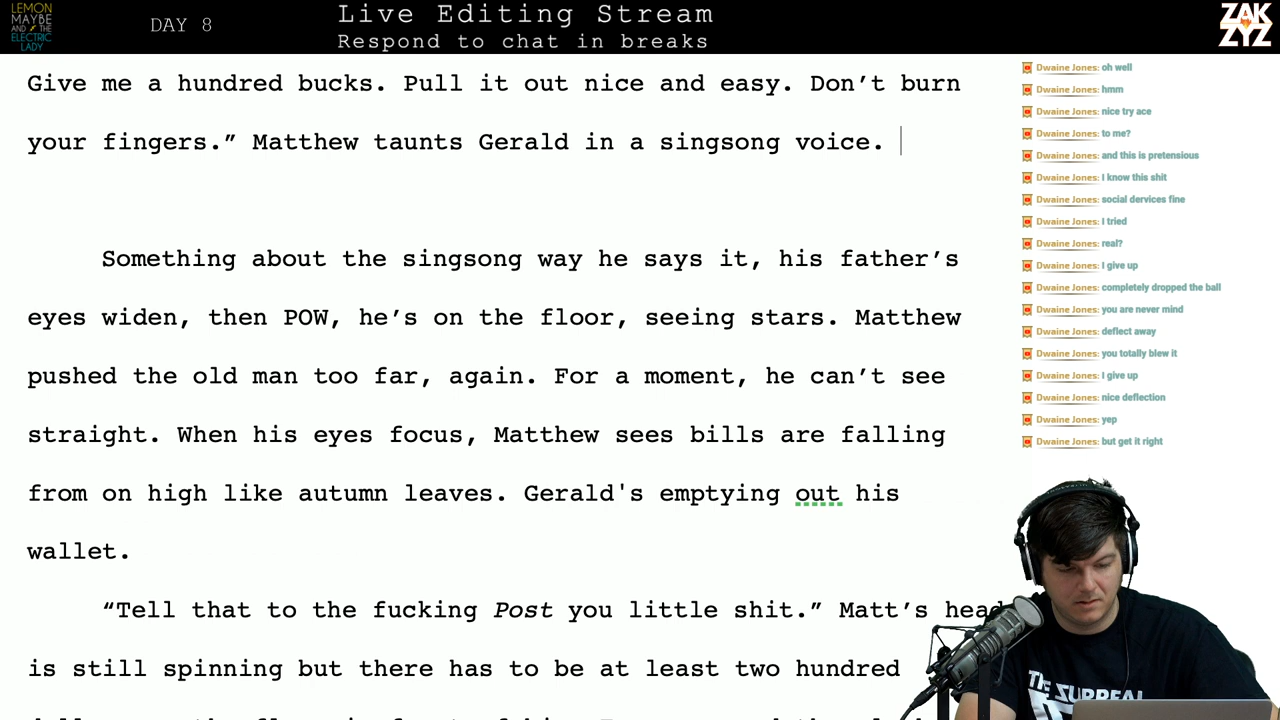 LEMON
MAYBE
AND THE
ELECTRIC
LADY
DAY 8
Live Editing Stream
Respond to chat in breaks
ZAK
ZYZ
Give me a hundred bucks. Pull it out nice and easy. Don’t burn
your fingers.” Matthew taunts Gerald in a singsong voice.
Something about the singsong way he says it, his father’s
eyes widen, then POW, he’s on the floor, seeing stars. Matthew
pushed the old man too far, again. For a moment, he can’t see
straight. When his eyes focus, Matthew sees bills are falling
from on high like autumn leaves. Gerald's emptying out his
wallet.
“Tell that to the fucking Post you little shit.” Matt’s head
is still spinning but there has to be at least two hundred
Dwaine Jones: oh well
Dwaine Jones: hmm
Dwaine Jones: nice try ace
Dwaine Jones: to me?
Dwaine Jones: and this is pretensious
Dwaine Jones: I know this shit
Dwaine Jones: social dervices fine
Dwaine Jones: I tried
Dwaine Jones: real?
Dwaine Jones: I give up
Dwaine Jones: completely dropped the ball
Dwaine Jones: you are never mind
Dwaine Jones: deflect away
Dwaine Jones: you totally blew it
Dwaine Jones: I give up
Dwaine Jones: nice deflection
Dwaine Jones: yep
Dwaine Jones: but get it right
THE SURREAL